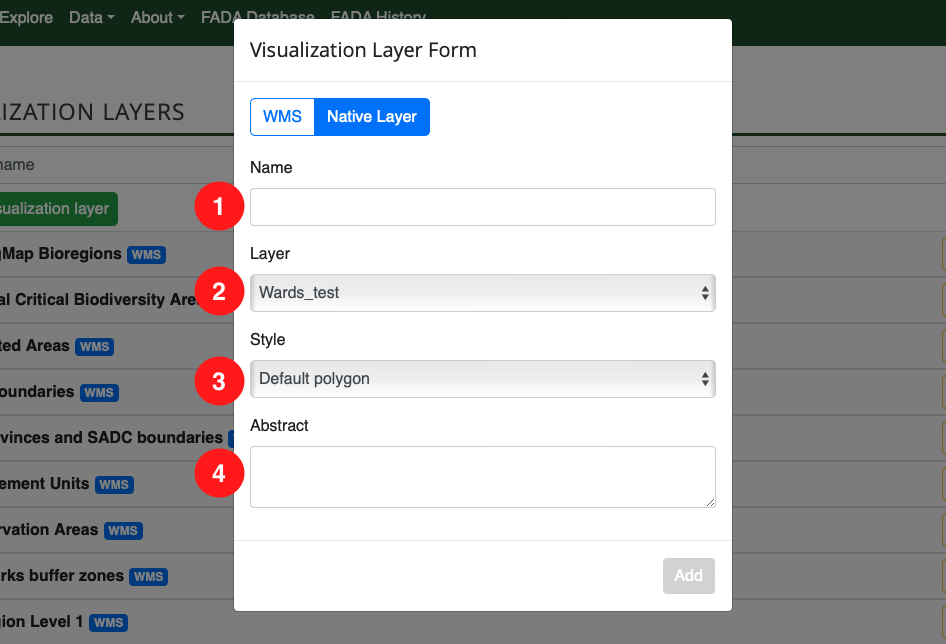 Explore Data About FADA Database FADA History
Visualization Layer Form
IZATION LAYERS
WMS Native Layer
name
Name
1
sualization layer
Layer
Map Bioregions WMS
2
Wards_test
al Critical Biodiversity Are
Style
ted Areas WMS
3
Default polygon
oundaries WMS
Abstract
vinces and SADC boundaries
4
ement Units WMS
rvation Areas WMS
rks buffer zones WMS
Add
ion Level 1 WMS